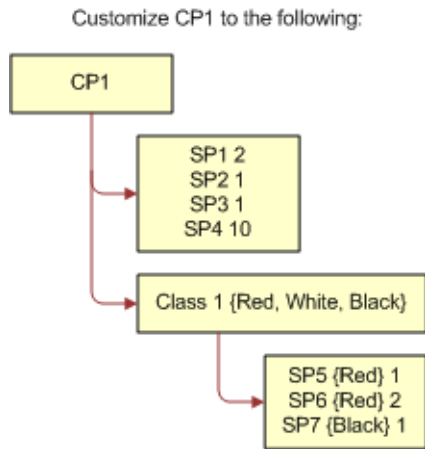 Customize CP1 to the following:
CP1
SP1 2
SP2 1
SP3 1
SP4 10
Class 1 {Red, White, Black}
SP5 {Red} 1
SP6 {Red} 2
SP7 {Black} 1